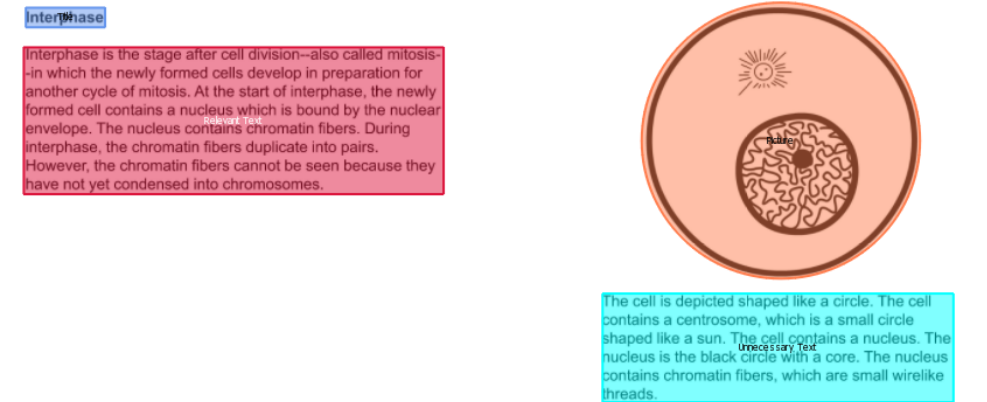 Interphase
Title
Interphase is the stage after cell division--also called mitosis-
-in which the newly formed cells develop in preparation for
another cycle of mitosis. At the start of interphase, the newly
formed cell contains a nucleus which is bound by the nuclear
Relevant Text
envelope. The nucleus contains chromatin fibers. During
interphase, the chromatin fibers duplicate into pairs.
However, the chromatin fibers cannot be seen because they
have not yet condensed into chromosomes.
Picture
The cell is depicted shaped like a circle. The cell
contains a centrosome, which is a small circle
shaped like a sun. The cell contains a nucleus. The
Unnecessary Text
nucleus is the black circle with a core. The nucleus
contains chromatin fibers, which are small wirelike
threads.